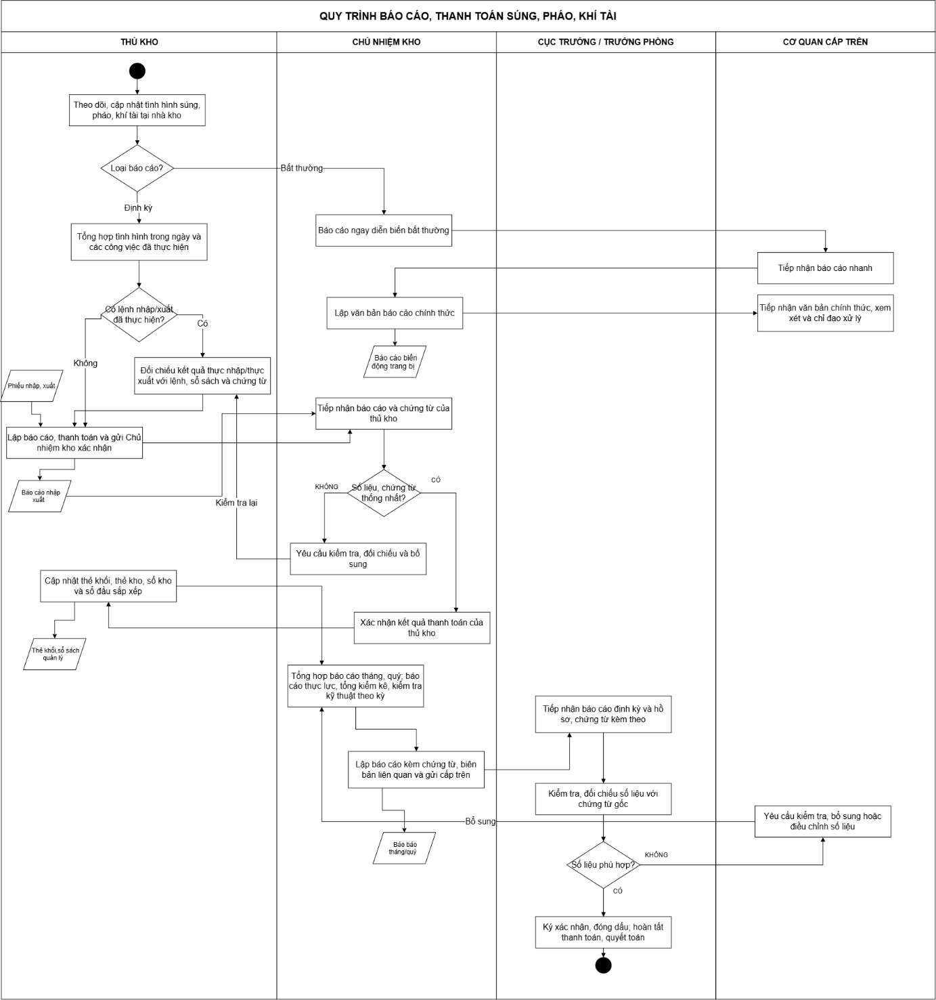 QUY TRÌNH BÁO CÁO, THANH TOÁN SÚNG, PHÁO, KHÍ TÀI
THỦ KHO
CHỦ NHIỆM KHO
CỤC TRƯỞNG / TRƯỞNG PHÒNG
CƠ QUAN CẤP TRÊN
Theo dõi, cập nhật tình hình súng,
pháo, khí tài tại nhà kho
Loại báo cáo?
Bất thường
Định kỳ
Báo cáo ngay diễn biến bất thường
Tổng hợp tình hình trong ngày và
các công việc đã thực hiện
Tiếp nhận báo cáo nhanh
Có lệnh nhập/xuất
đã thực hiện?
Có
Không
Lập văn bản báo cáo chính thức
Tiếp nhận văn bản chính thức, xem
xét và chỉ đạo xử lý
Báo cáo biến
động trang bị
Đối chiếu kết quả thực nhập/thực
xuất với lệnh, sổ sách và chứng từ
Phiếu nhập, xuất
Tiếp nhận báo cáo và chứng từ của
thủ kho
Lập báo cáo, thanh toán và gửi Chủ
nhiệm kho xác nhận
Báo cáo nhập
xuất
Kiểm tra lại
KHÔNG
Số liệu, chứng từ
thống nhất?
CÓ
Yêu cầu kiểm tra, đối chiếu và bổ
sung
Cập nhật thẻ khối, thẻ kho, sổ kho
và sổ đầu sắp xếp
Xác nhận kết quả thanh toán của
thủ kho
Thẻ khối,sổ sách
quản lý
Tổng hợp báo cáo tháng, quý; báo
cáo thực lực, tổng kiểm kê, kiểm tra
kỹ thuật theo kỳ
Tiếp nhận báo cáo định kỳ và hồ
sơ, chứng từ kèm theo
Lập báo cáo kèm chứng từ, biên
bản liên quan và gửi cấp trên
Kiểm tra, đối chiếu số liệu với
chứng từ gốc
Bổ sung
Yêu cầu kiểm tra, bổ sung hoặc
điều chỉnh số liệu
Báo báo
tháng/quý
Số liệu phù hợp?
KHÔNG
CÓ
Ký xác nhận, đóng dấu; hoàn tất
thanh toán, quyết toán